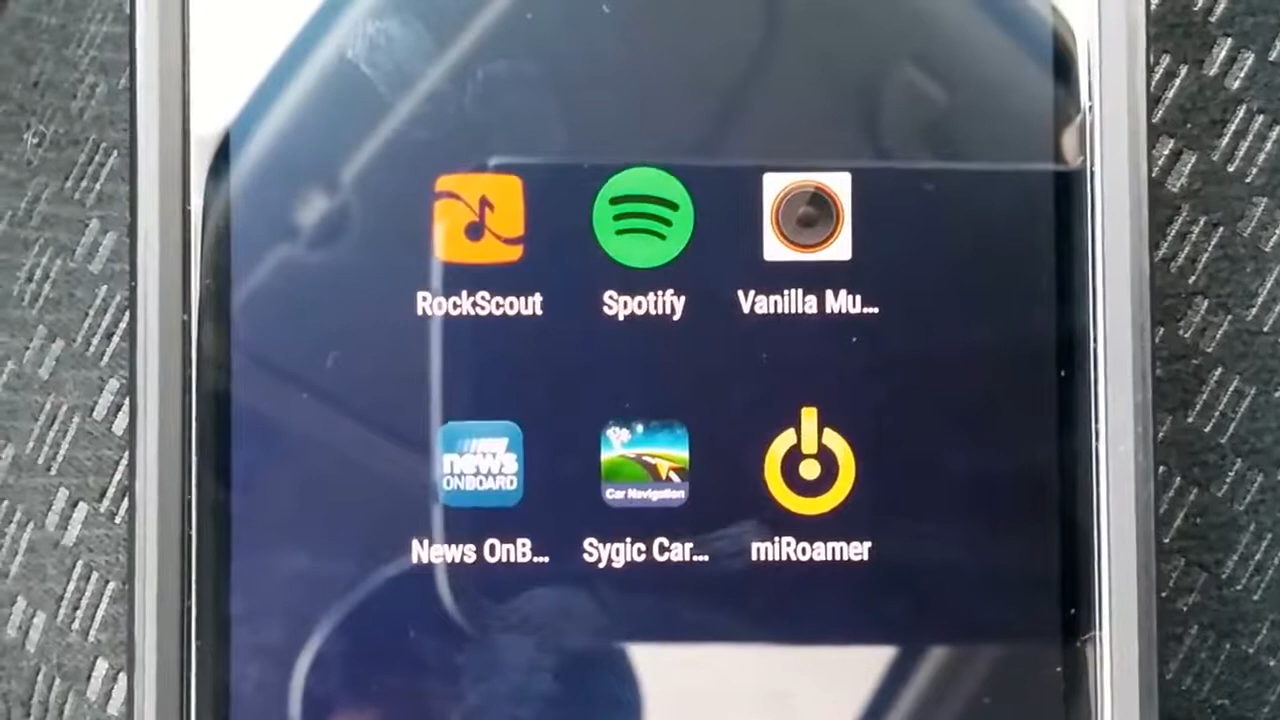 RockScout
Spotify
Vanilla Mu...
news
ONBOARD
Car Navigation
News OnB...
Sygic Car...
miRoamer